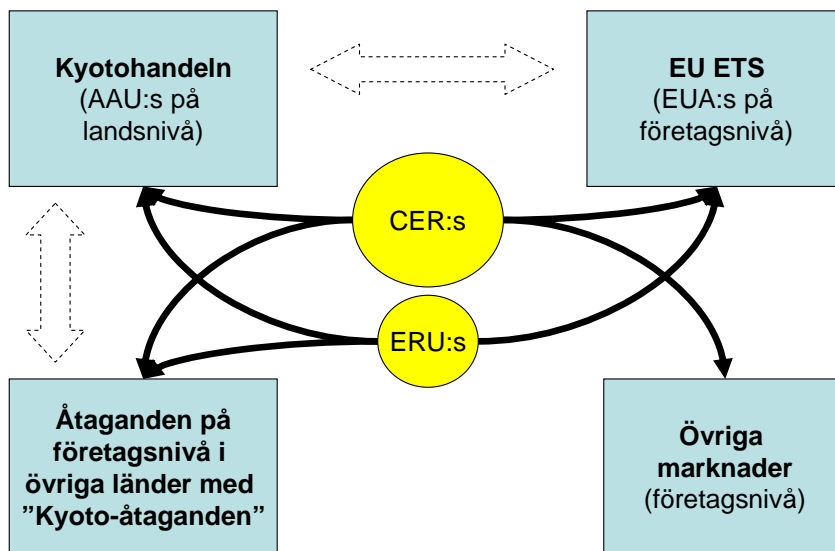 Kyotohandeln
(AAU:s på
landsnivå)
EU ETS
(EUA:s på
företagsnivå)
CER:s
ERU:s
Åtaganden på
företagsnivå i
övriga länder med
”Kyoto-åtaganden”
Övriga
marknader
(företagsnivå)